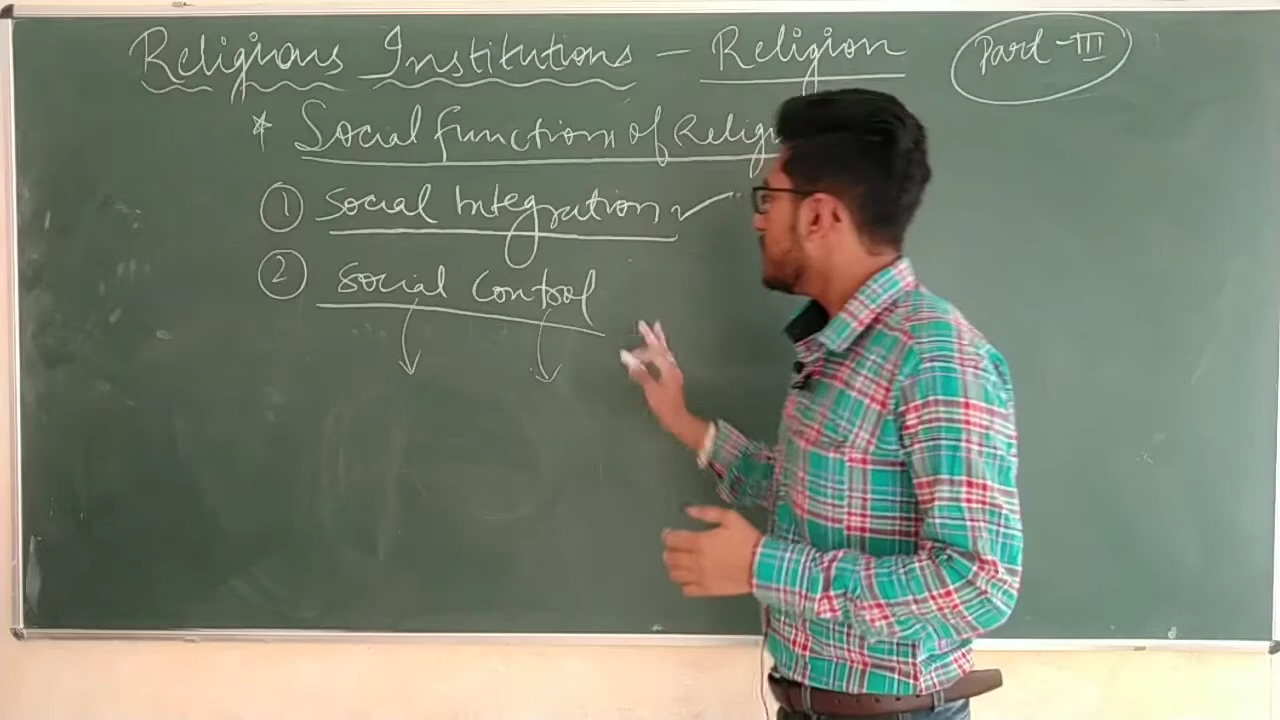 Religious Institutions - Religion Part-III
* Social functions of Relig
① Social Integration ✓
② Social Control